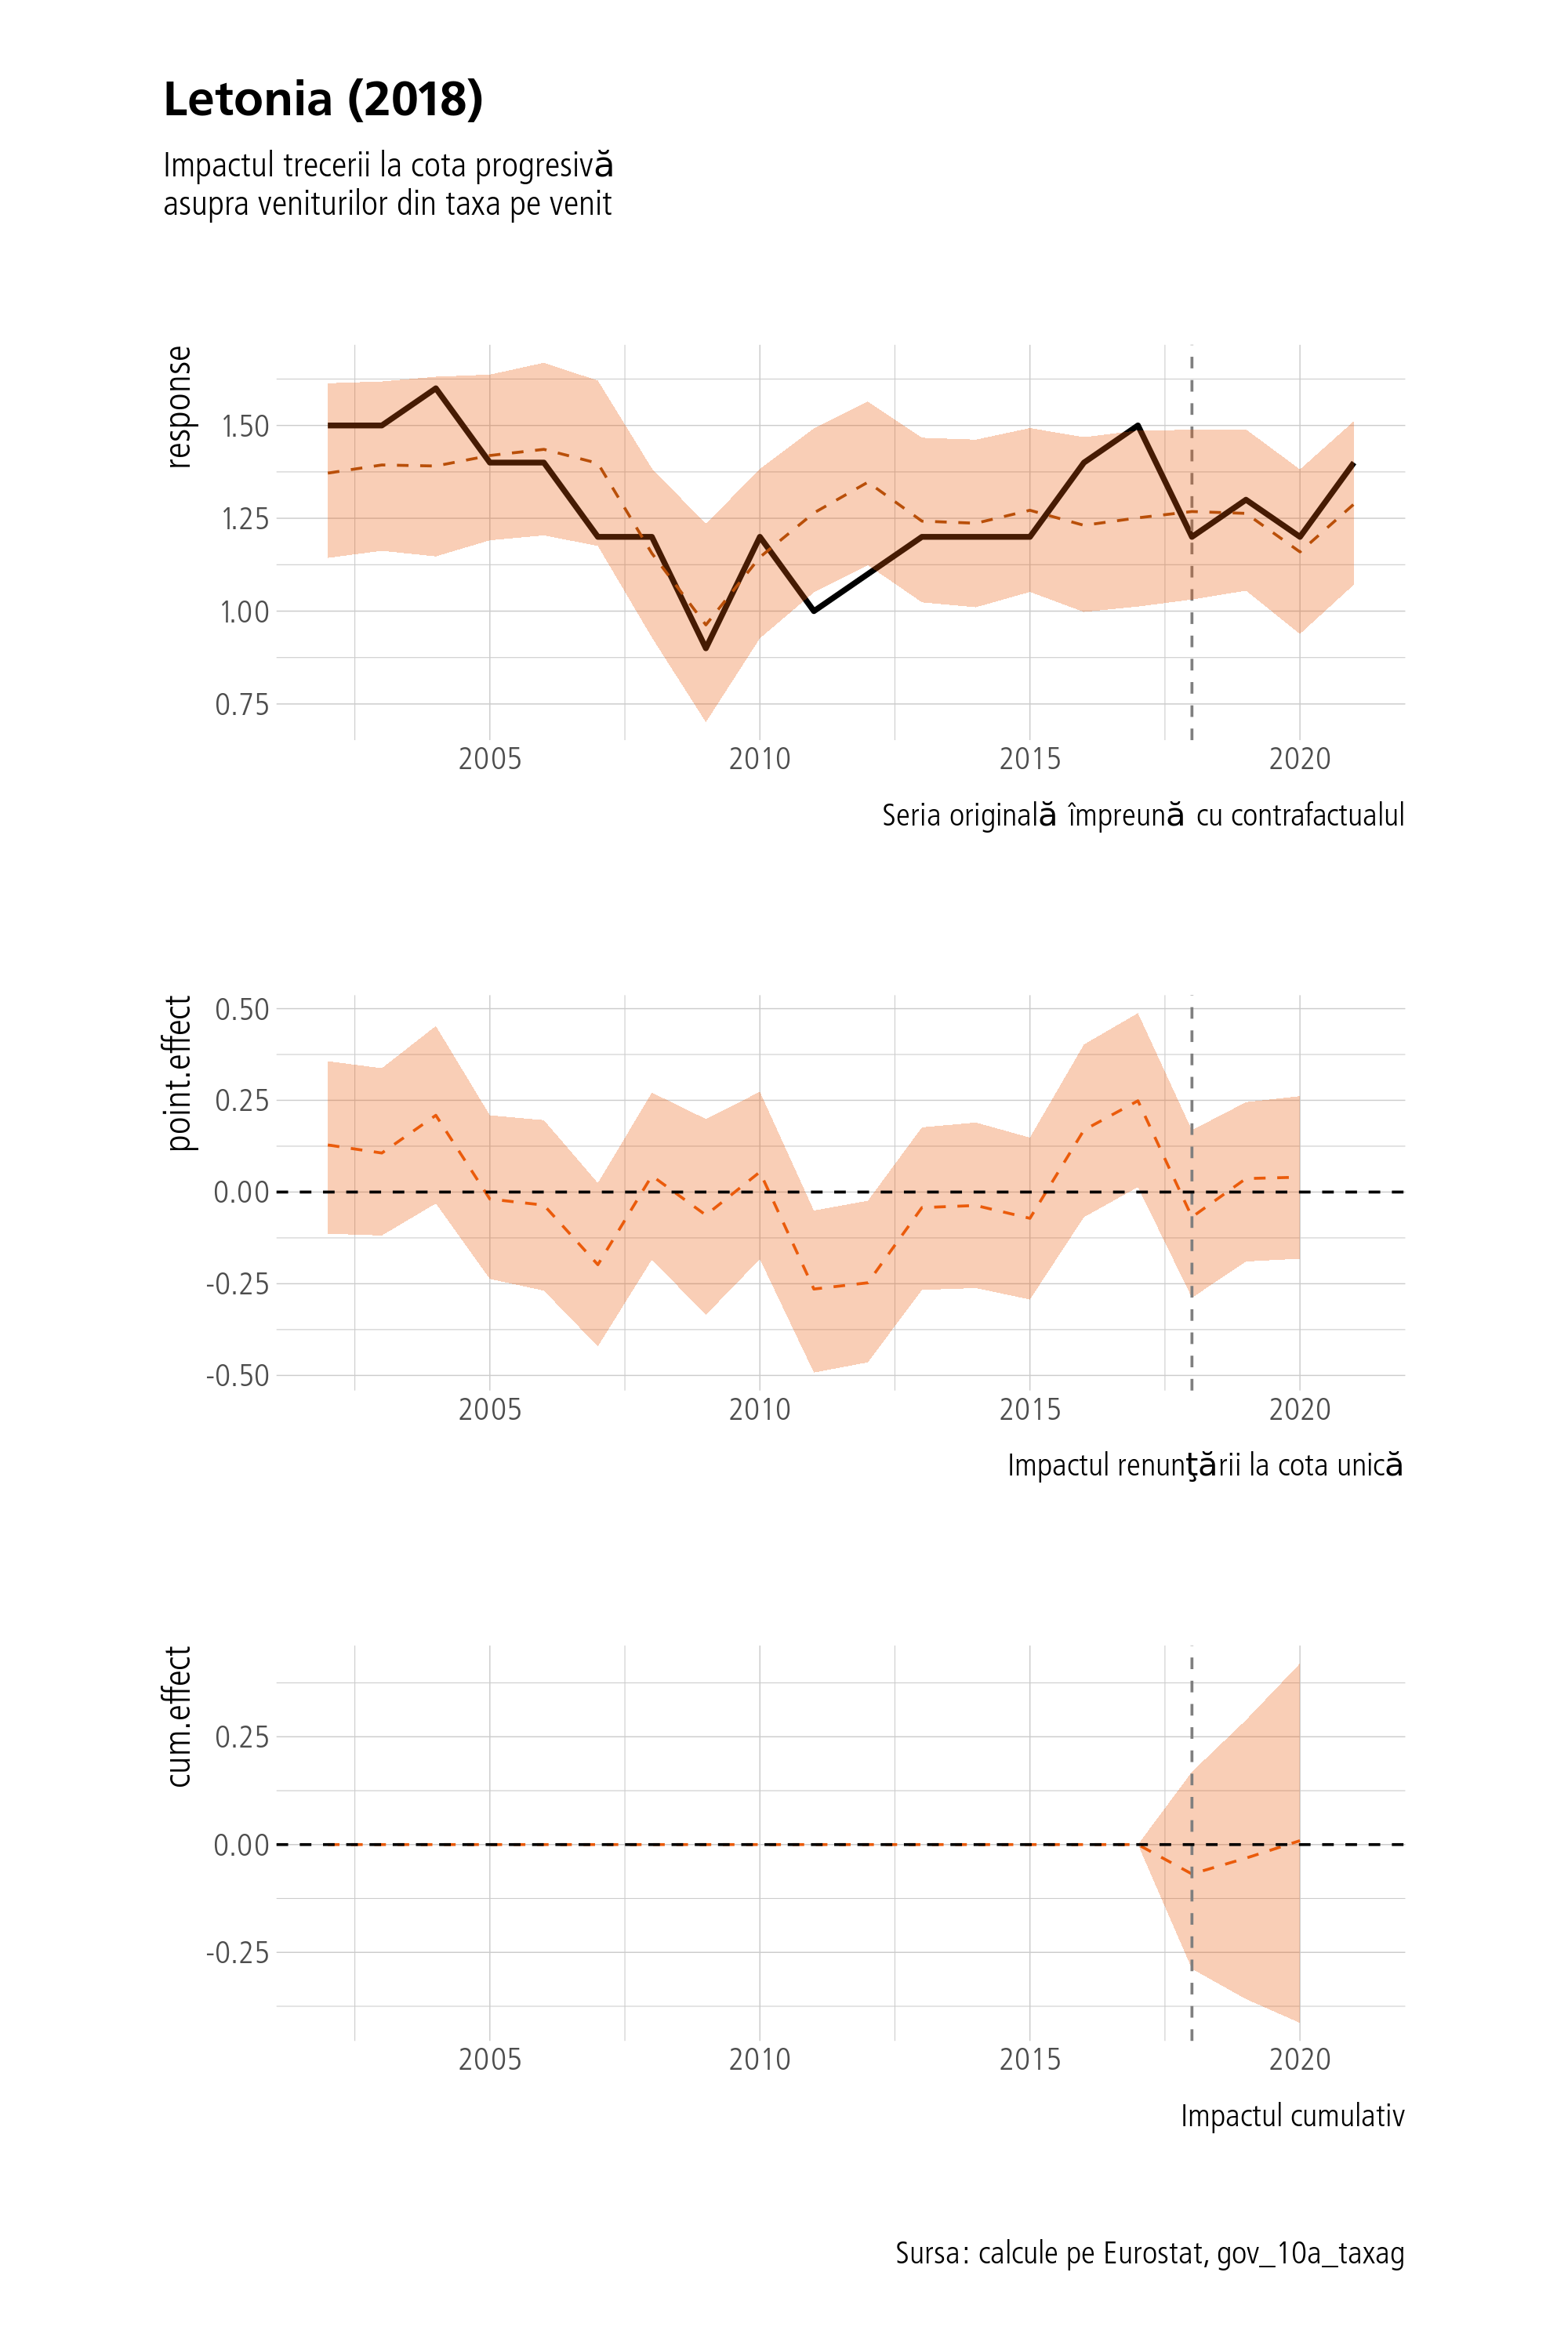 Letonia (2018)
Impactul trecerii la cota progresivă
asupra veniturilor din taxa pe venit
response
1.50
1.25
1.00
0.75
2005 2010 2015 2020
Seria originală împreună cu contrafactualul
point.effect
0.50
0.25
0.00
-0.25
-0.50
2005 2010 2015 2020
Impactul renunţării la cota unică
cum.effect
0.25
0.00
-0.25
2005 2010 2015 2020
Impactul cumulativ
Sursa: calcule pe Eurostat, gov_10a_taxag